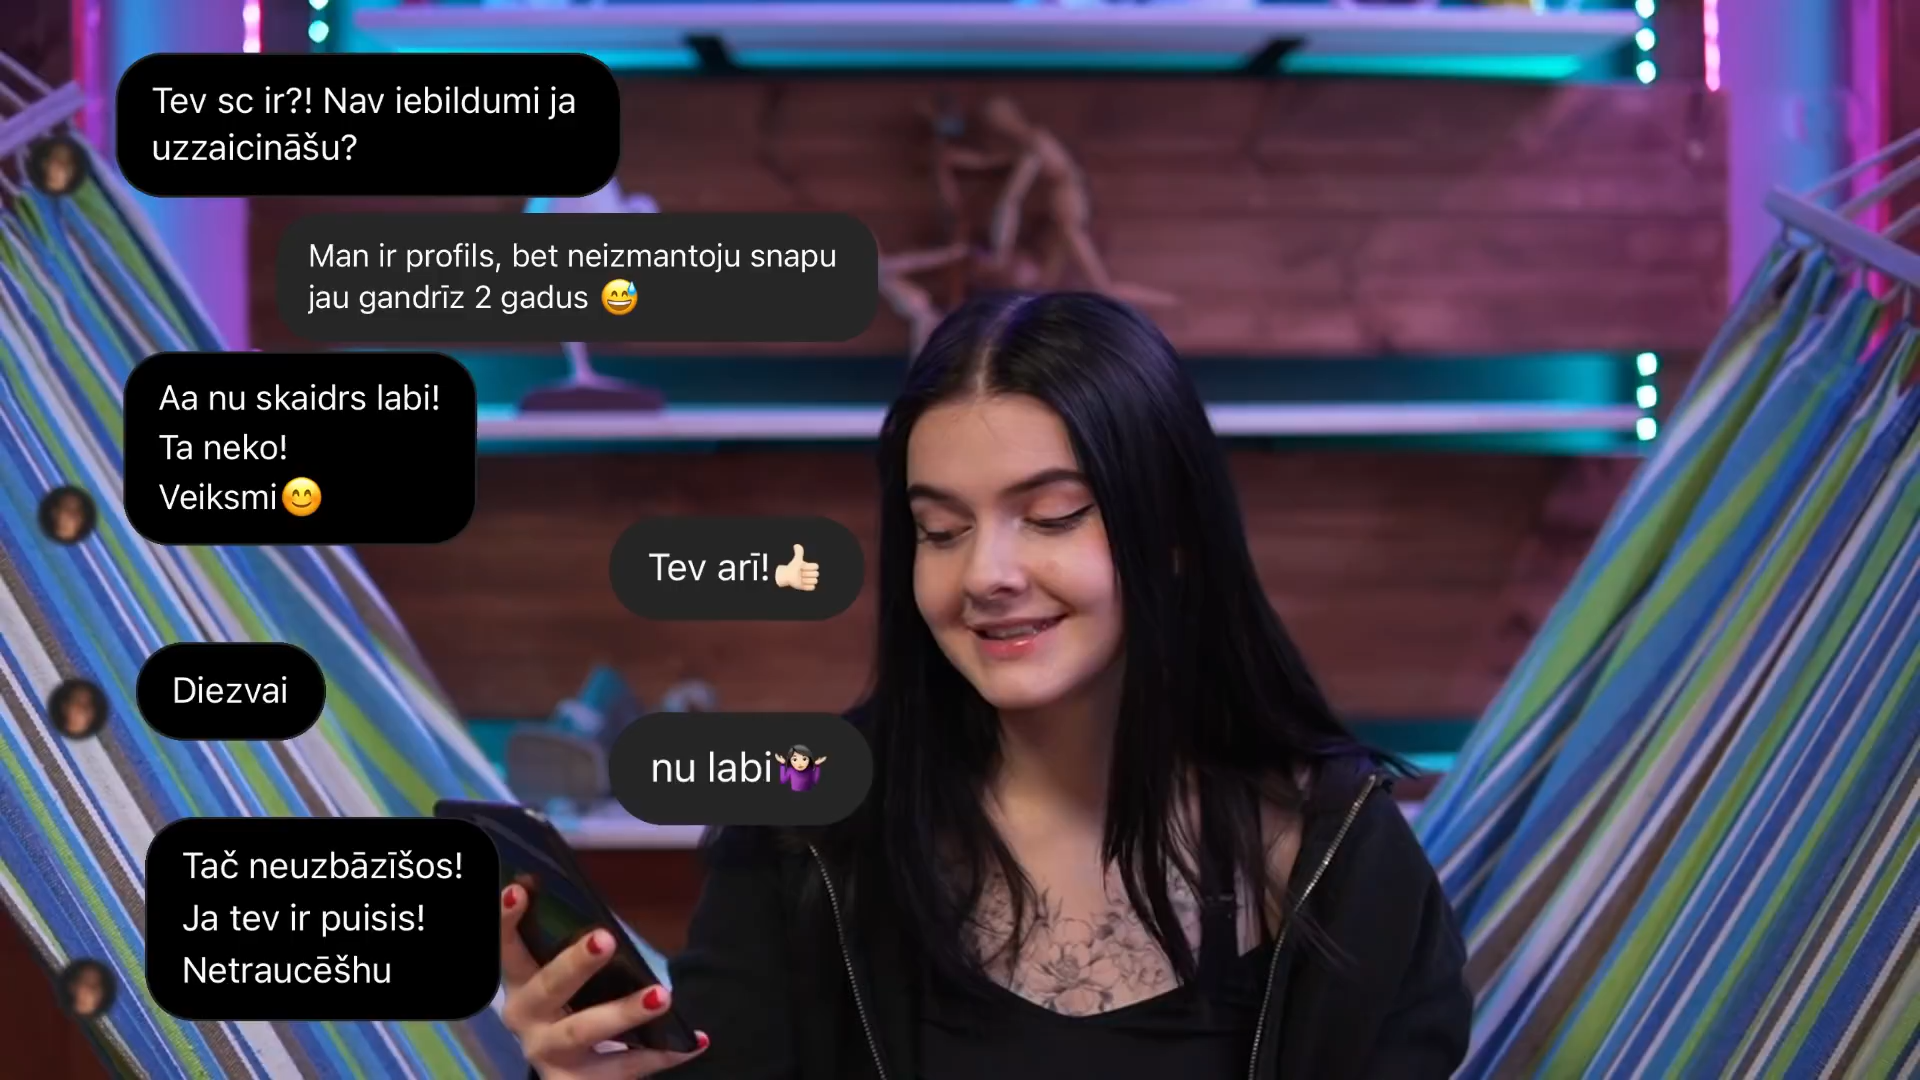 Tev sc ir?! Nav iebildumi ja
uzzaicināšu?
Man ir profils, bet neizmantoju snapu
jau gandrīz 2 gadus 😅
Aa nu skaidrs labi!
Ta neko!
Veiksmi😊
Tev arī!👍🏻
Diezvai
nu labi🤷🏻‍♀️
Tač neuzbāzīšos!
Ja tev ir puisis!
Netraucēšhu